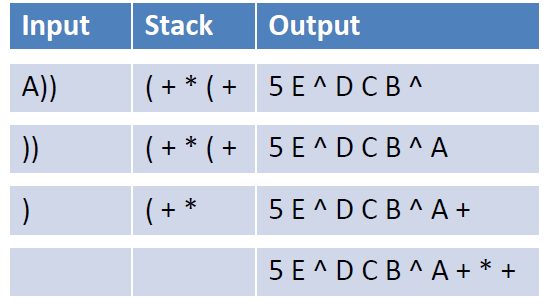 Input Stack Output
A)) ( + * ( + 5 E ^ D C B ^
)) ( + * ( + 5 E ^ D C B ^ A
) ( + * 5 E ^ D C B ^ A +
5 E ^ D C B ^ A + * +